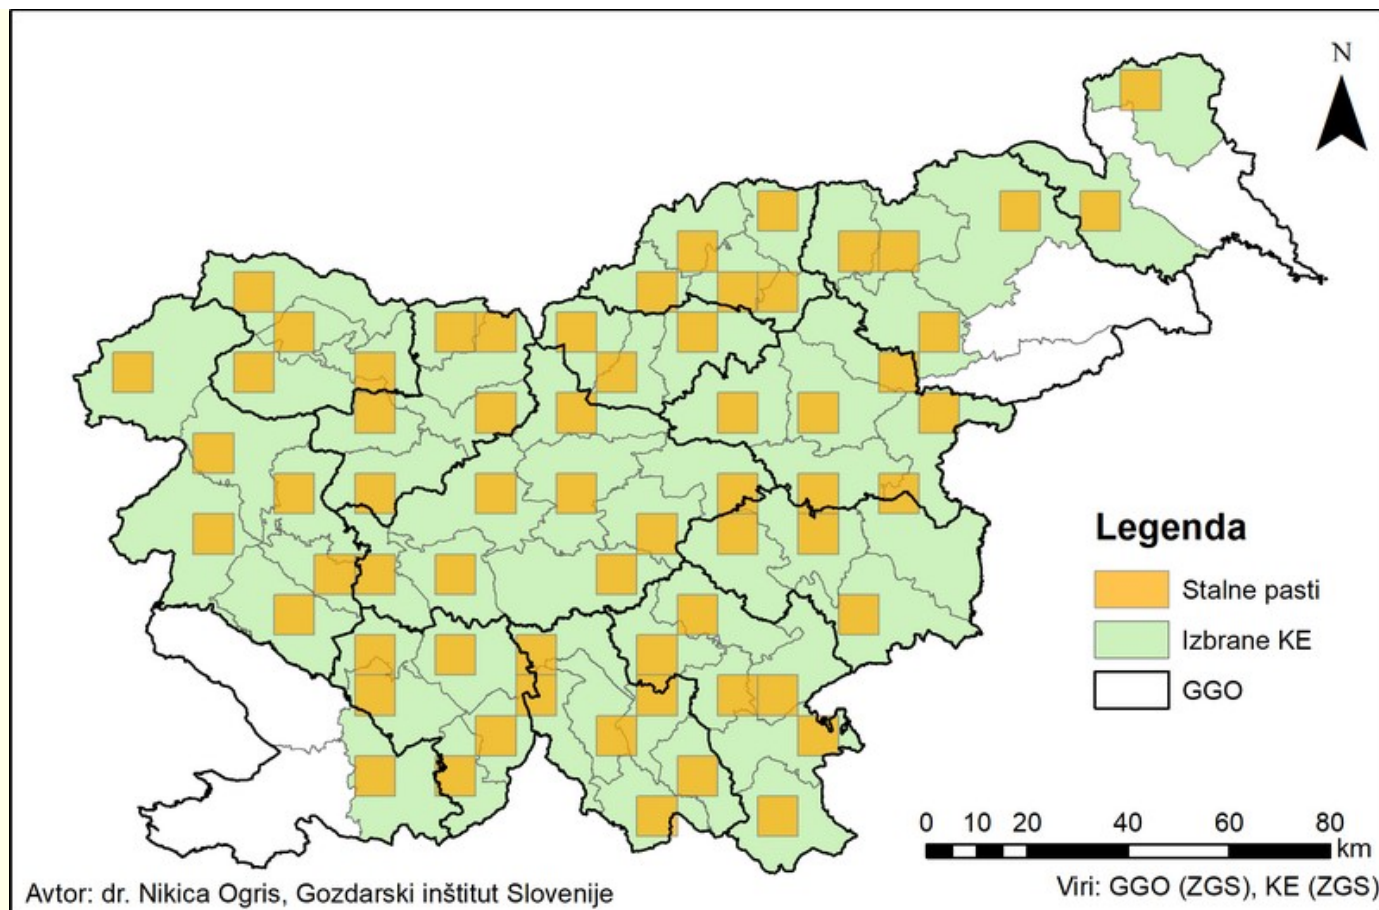 N
Legenda
Stalne pasti
Izbrane KE
GGO
0 10 20 40 60 80
km
Avtor: dr. Nikica Ogris, Gozdarski inštitut Slovenije
Viri: GGO (ZGS), KE (ZGS)